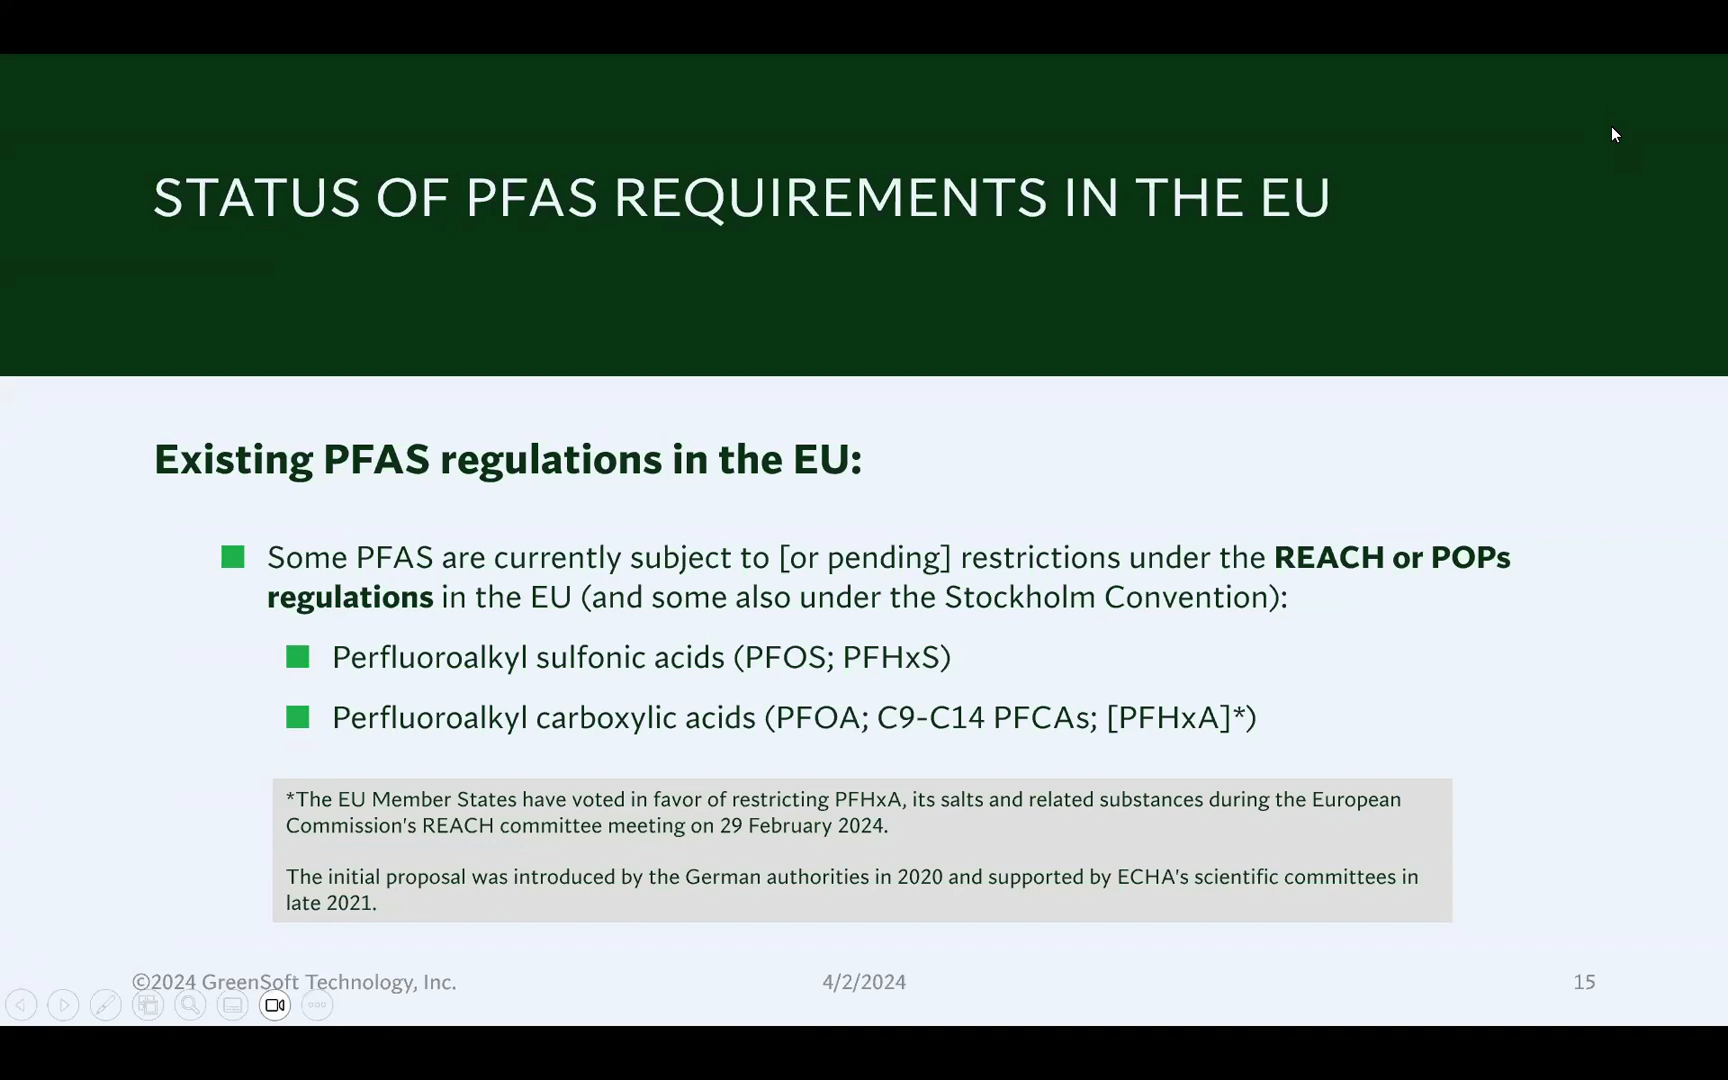 STATUS OF PFAS REQUIREMENTS IN THE EU
Existing PFAS regulations in the EU:
Some PFAS are currently subject to [or pending] restrictions under the REACH or POPs
regulations in the EU (and some also under the Stockholm Convention):
Perfluoroalkyl sulfonic acids (PFOS; PFHxS)
Perfluoroalkyl carboxylic acids (PFOA; C9-C14 PFCAs; [PFHxA]*)
*The EU Member States have voted in favor of restricting PFHxA, its salts and related substances during the European
Commission's REACH committee meeting on 29 February 2024.
The initial proposal was introduced by the German authorities in 2020 and supported by ECHA's scientific committees in
late 2021.
©2024 GreenSoft Technology, Inc.
4/2/2024
15